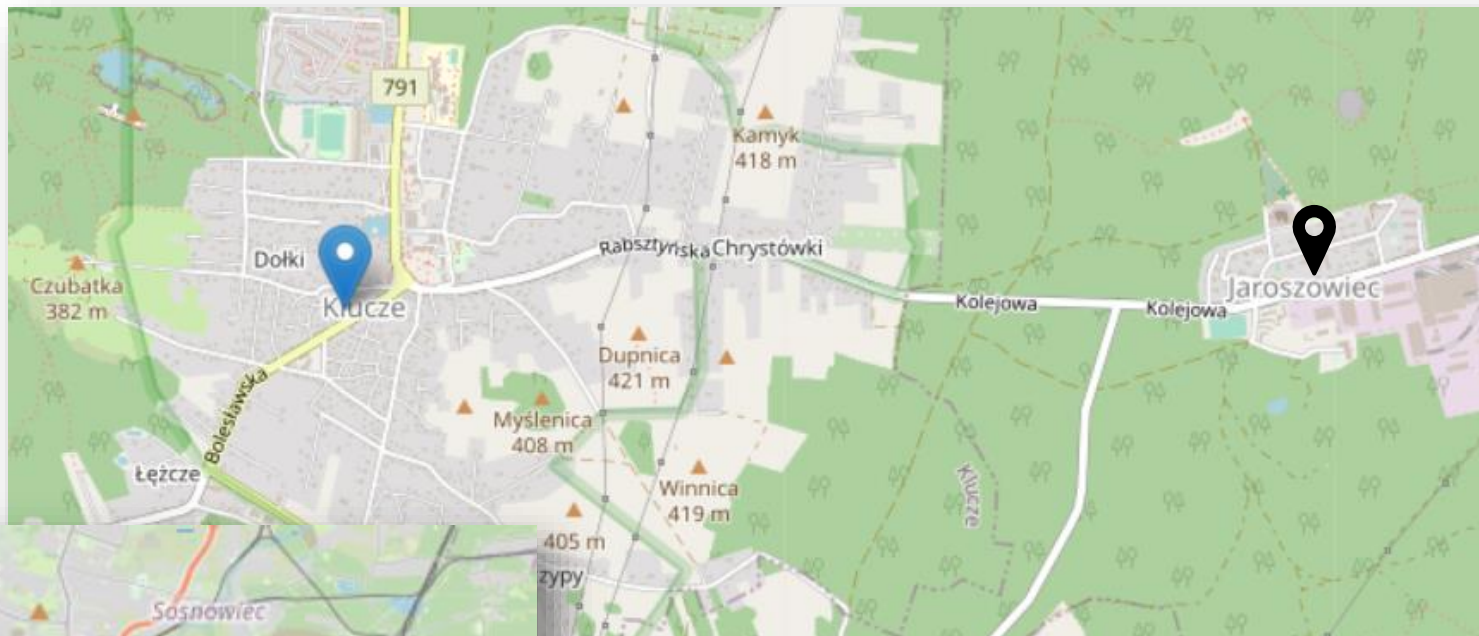 791
Kamyk
418 m
Dołki
Rabsztyńska
Chrystówki
Czubatka
382 m
Klucze
Kolejowa
Kolejowa
Jaroszowiec
Dupnica
421 m
Bolesławska
Myślenica
408 m
Łężcze
Winnica
419 m
Klucze
405 m
zypy
Sosnowiec